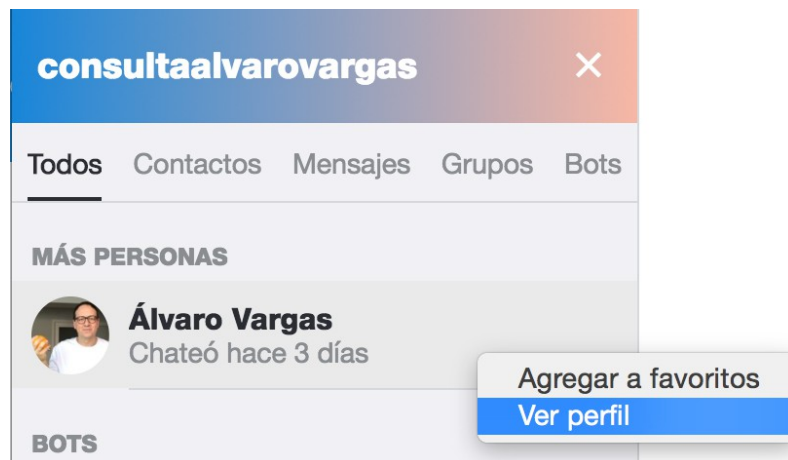 consultaalvarovargas
Todos Contactos Mensajes Grupos Bots
MÁS PERSONAS
Álvaro Vargas
Chateó hace 3 días
Agregar a favoritos
Ver perfil
BOTS